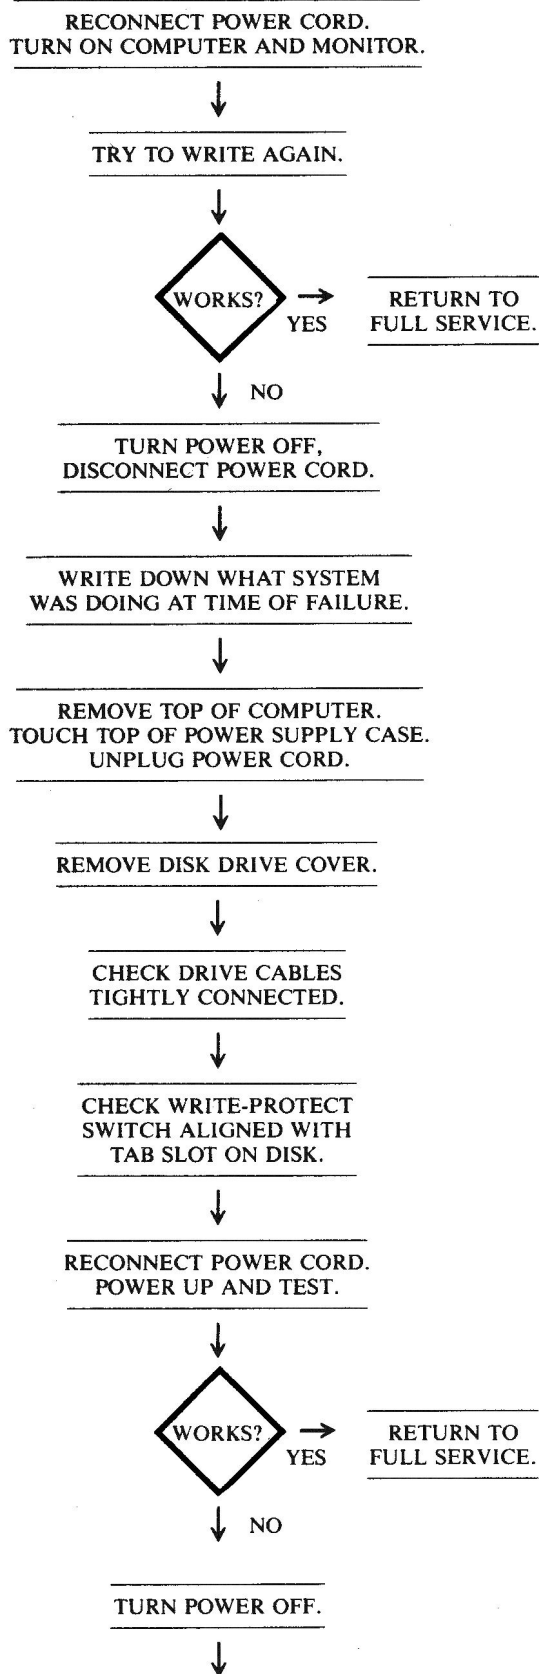 RECONNECT POWER CORD.
TURN ON COMPUTER AND MONITOR.
TRY TO WRITE AGAIN.
WORKS?
YES
RETURN TO
FULL SERVICE.
NO
TURN POWER OFF,
DISCONNECT POWER CORD.
WRITE DOWN WHAT SYSTEM
WAS DOING AT TIME OF FAILURE.
REMOVE TOP OF COMPUTER.
TOUCH TOP OF POWER SUPPLY CASE.
UNPLUG POWER CORD.
REMOVE DISK DRIVE COVER.
CHECK DRIVE CABLES
TIGHTLY CONNECTED.
CHECK WRITE-PROTECT
SWITCH ALIGNED WITH
TAB SLOT ON DISK.
RECONNECT POWER CORD.
POWER UP AND TEST.
WORKS?
YES
RETURN TO
FULL SERVICE.
NO
TURN POWER OFF.